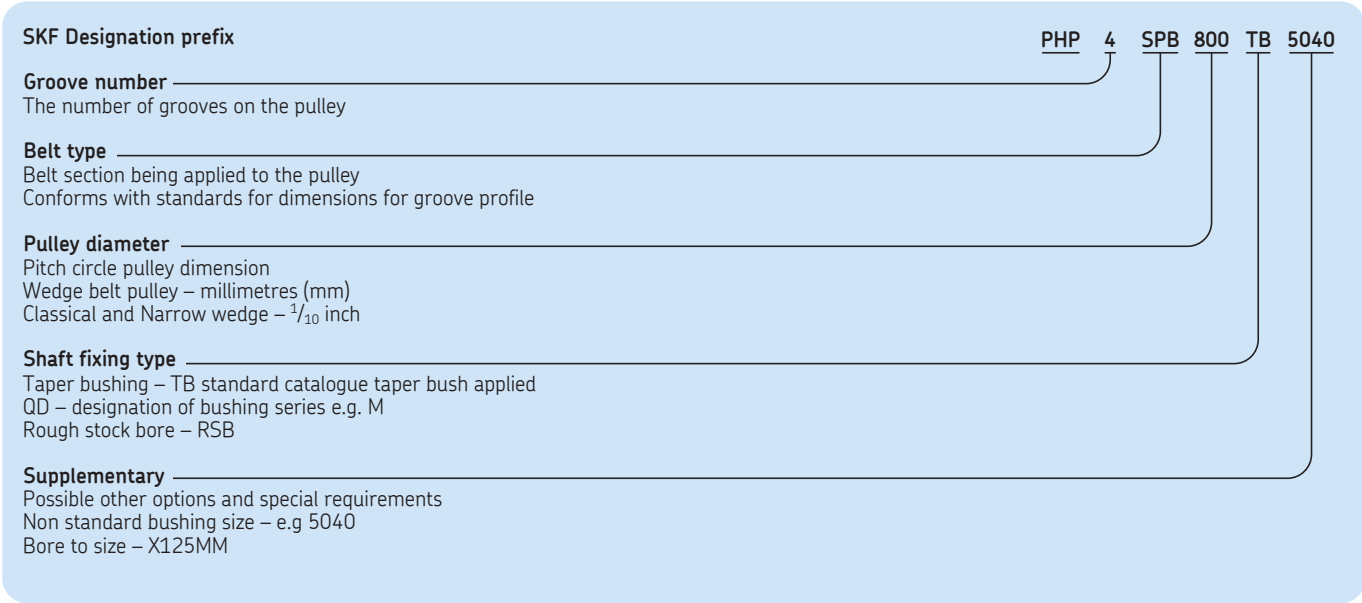 SKF Designation prefix PHP 4 SPB 800 TB 5040
Groove number
The number of grooves on the pulley
Belt type
Belt section being applied to the pulley
Conforms with standards for dimensions for groove profile
Pulley diameter
Pitch circle pulley dimension
Wedge belt pulley – millimetres (mm)
Classical and Narrow wedge – 1/10 inch
Shaft fixing type
Taper bushing – TB standard catalogue taper bush applied
QD – designation of bushing series e.g. M
Rough stock bore – RSB
Supplementary
Possible other options and special requirements
Non standard bushing size – e.g 5040
Bore to size – X125MM